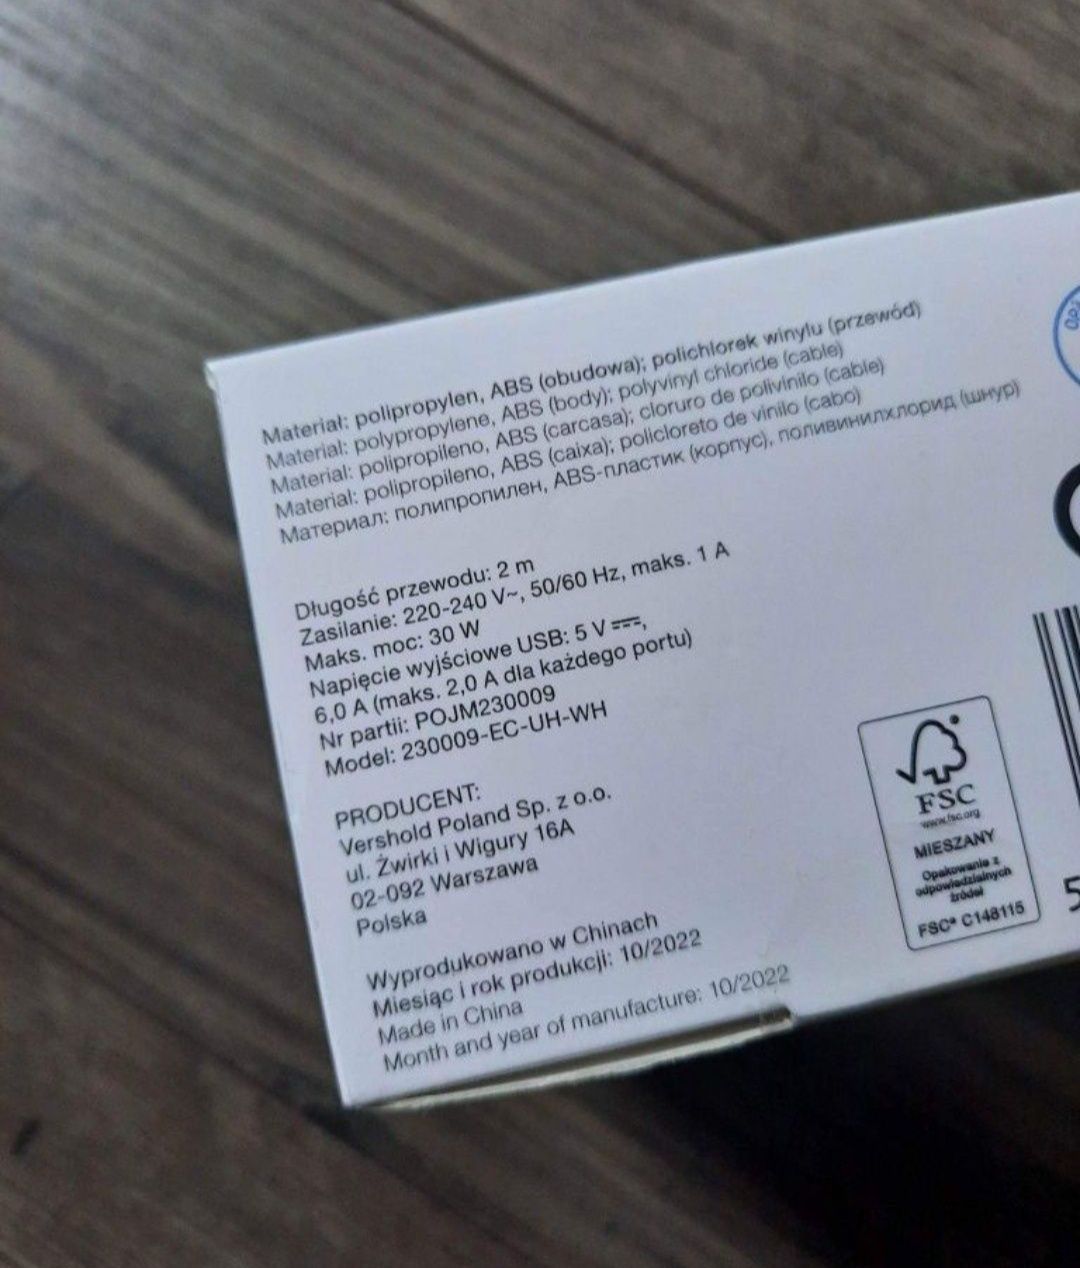 Materiał: polipropylen, ABS (obudowa); polichlorek winylu (przewód)
Material: polypropylene, ABS (body); polyvinyl chloride (cable)
Material: polipropileno, ABS (carcasa); cloruro de polivinilo (cable)
Material: polipropileno, ABS (caixa); policloreto de vinilo (cabo)
Материал: полипропилен, ABS-пластик (корпус), поливинилхлорид (шнур)
Długość przewodu: 2 m
Zasilanie: 220-240 V~, 50/60 Hz, maks. 1 A
Maks. moc: 30 W
Napięcie wyjściowe USB: 5 V ⎓,
6,0 A (maks. 2,0 A dla każdego portu)
Nr partii: POJM230009
Model: 230009-EC-UH-WH
PRODUCENT:
Vershold Poland Sp. z o.o.
ul. Żwirki i Wigury 16A
02-092 Warszawa
Polska
Wyprodukowano w Chinach
Miesiąc i rok produkcji: 10/2022
Made in China
Month and year of manufacture: 10/2022
FSC
www.fsc.org
MIESZANY
Opakowanie z
odpowiedzialnych
źródeł
FSC® C148115
5